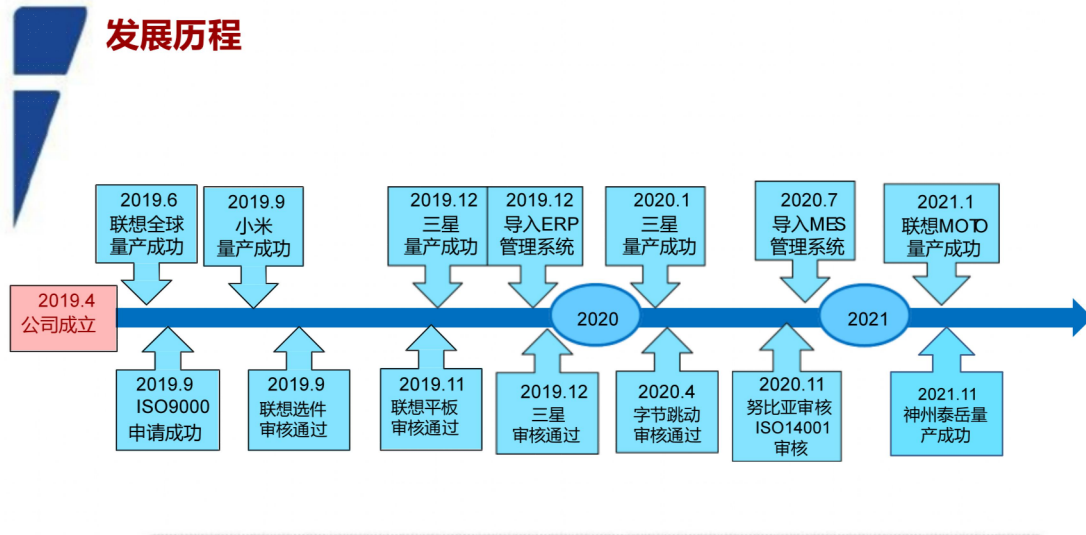 发展历程
2019.6
联想全球
量产成功
2019.9
小米
量产成功
2019.12
三星
量产成功
2019.12
导入ERP
管理系统
2020.1
三星
量产成功
2020.7
导入MES
管理系统
2021.1
联想MOTO
量产成功
2019.4
公司成立
2020
2021
2019.9
ISO9000
申请成功
2019.9
联想选件
审核通过
2019.11
联想平板
审核通过
2019.12
三星
审核通过
2020.4
字节跳动
审核通过
2020.11
努比亚审核
ISO14001
审核
2021.11
神州泰岳量
产成功